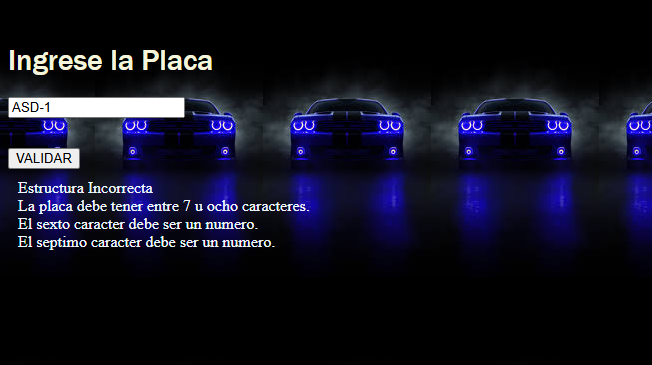 Ingrese la Placa
ASD-1
VALIDAR
Estructura Incorrecta
La placa debe tener entre 7 u ocho caracteres.
El sexto caracter debe ser un numero.
El septimo caracter debe ser un numero.